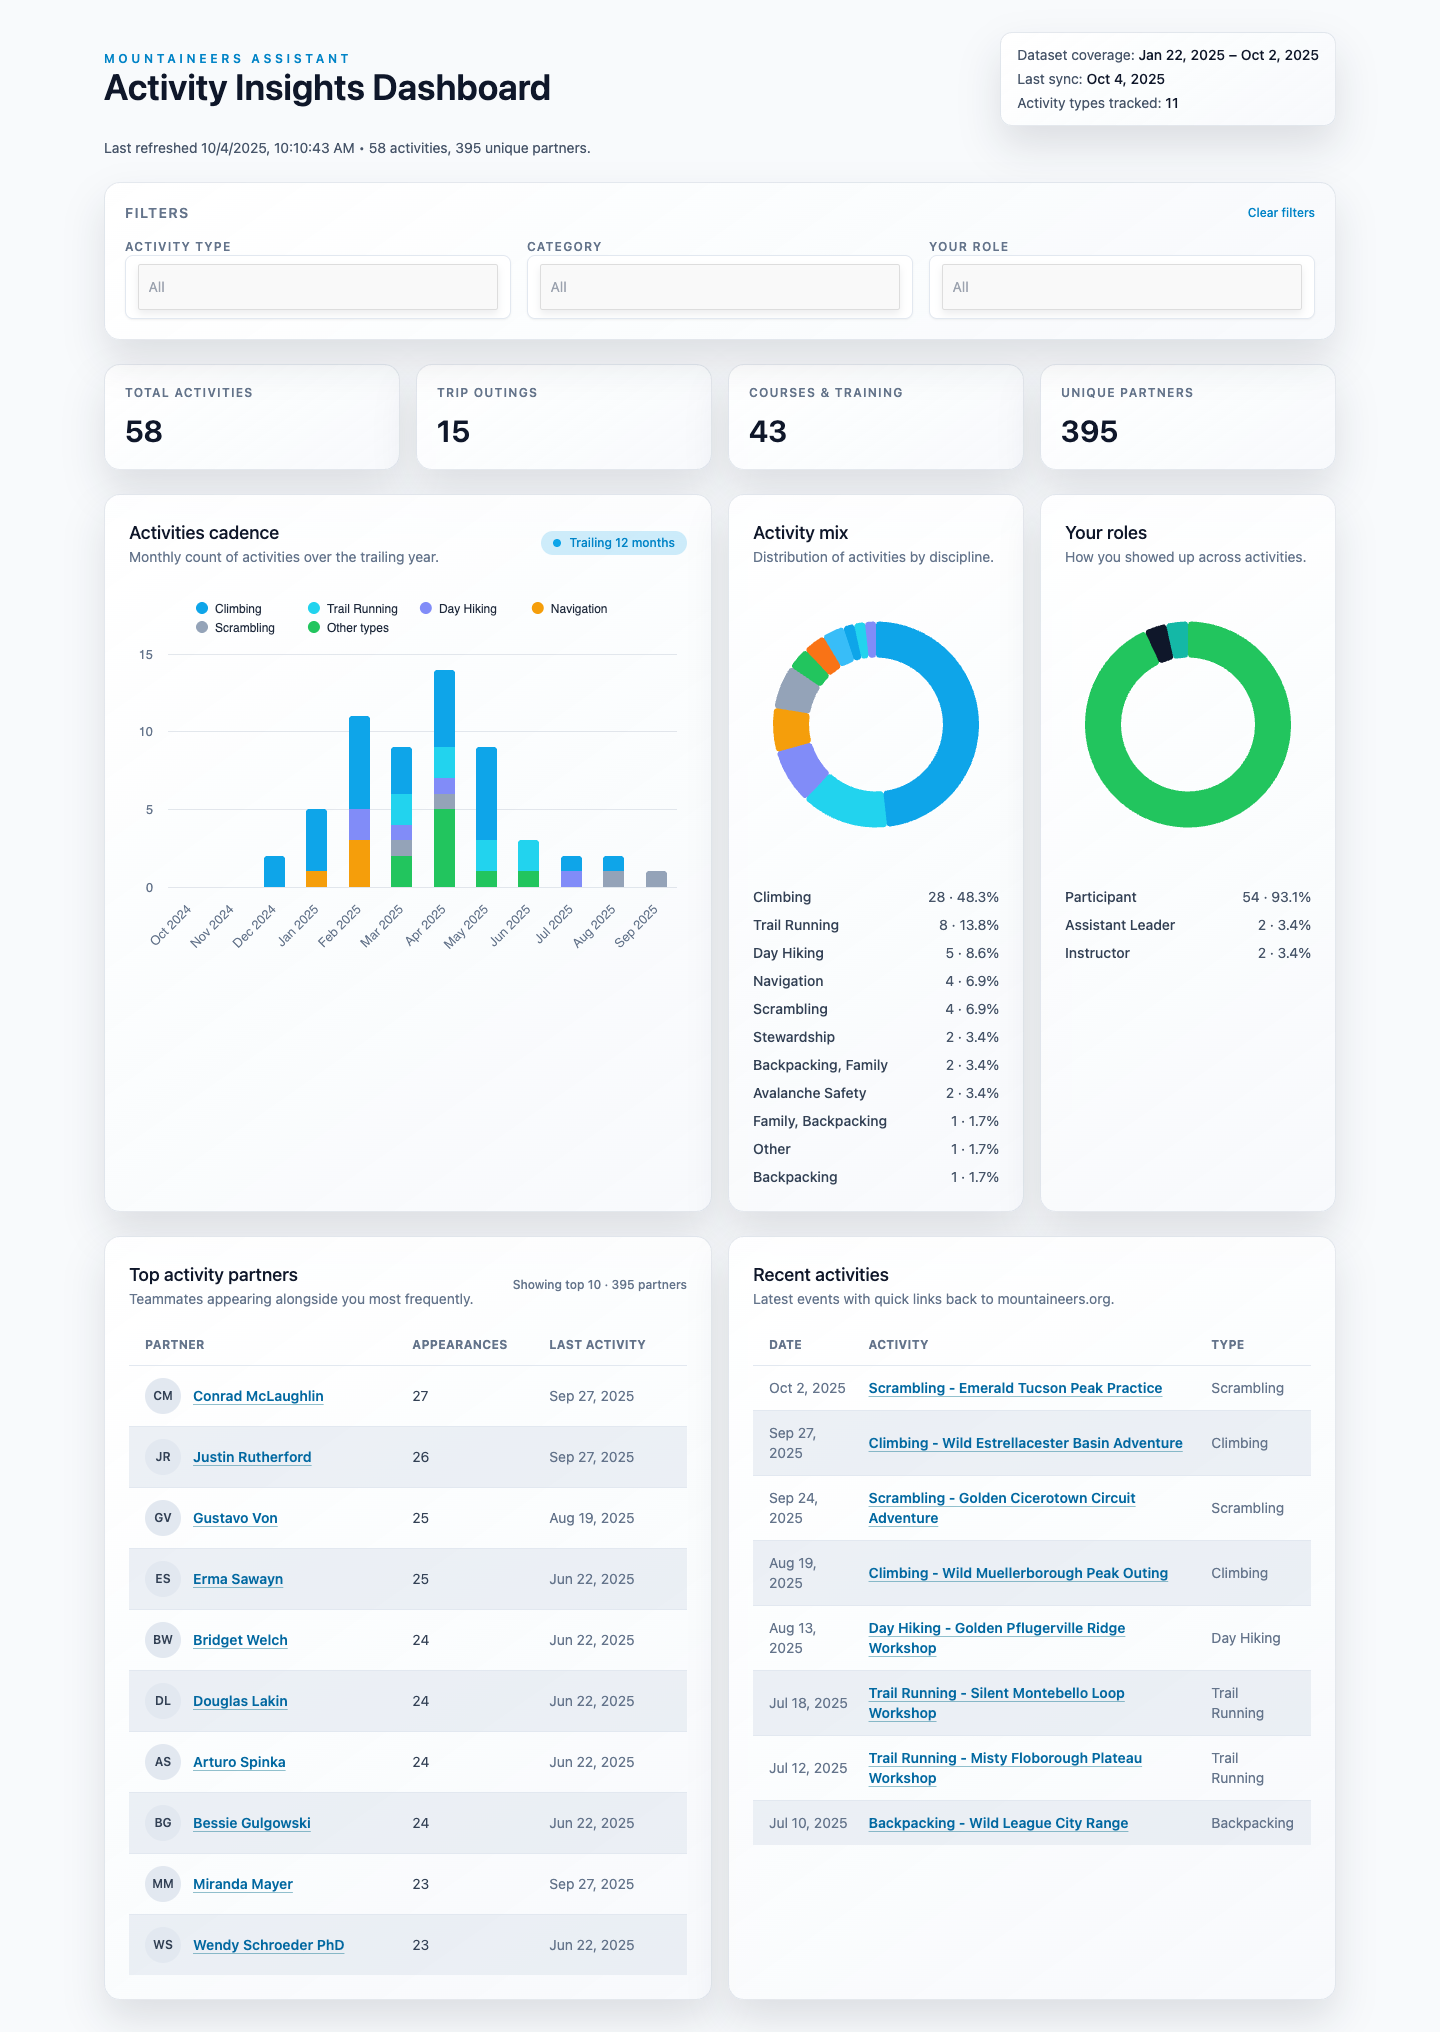 MOUNTAINEERS ASSISTANT
Activity Insights Dashboard
Last refreshed 10/4/2025, 10:10:43 AM • 58 activities, 395 unique partners.
Dataset coverage: Jan 22, 2025 – Oct 2, 2025
Last sync: Oct 4, 2025
Activity types tracked: 11
FILTERS
Clear filters
ACTIVITY TYPE
All
CATEGORY
All
YOUR ROLE
All
TOTAL ACTIVITIES
58
TRIP OUTINGS
15
COURSES & TRAINING
43
UNIQUE PARTNERS
395
Activities cadence
Monthly count of activities over the trailing year.
Trailing 12 months
Climbing
Trail Running
Day Hiking
Navigation
Scrambling
Other types
15
10
5
0
Oct 2024
Nov 2024
Dec 2024
Jan 2025
Feb 2025
Mar 2025
Apr 2025
May 2025
Jun 2025
Jul 2025
Aug 2025
Sep 2025
Activity mix
Distribution of activities by discipline.
Climbing 28 · 48.3%
Trail Running 8 · 13.8%
Day Hiking 5 · 8.6%
Navigation 4 · 6.9%
Scrambling 4 · 6.9%
Stewardship 2 · 3.4%
Backpacking, Family 2 · 3.4%
Avalanche Safety 2 · 3.4%
Family, Backpacking 1 · 1.7%
Other 1 · 1.7%
Backpacking 1 · 1.7%
Your roles
How you showed up across activities.
Participant 54 · 93.1%
Assistant Leader 2 · 3.4%
Instructor 2 · 3.4%
Top activity partners
Teammates appearing alongside you most frequently.
Showing top 10 · 395 partners
PARTNER APPEARANCES LAST ACTIVITY
CM Conrad McLaughlin 27 Sep 27, 2025
JR Justin Rutherford 26 Sep 27, 2025
GV Gustavo Von 25 Aug 19, 2025
ES Erma Sawayn 25 Jun 22, 2025
BW Bridget Welch 24 Jun 22, 2025
DL Douglas Lakin 24 Jun 22, 2025
AS Arturo Spinka 24 Jun 22, 2025
BG Bessie Gulgowski 24 Jun 22, 2025
MM Miranda Mayer 23 Sep 27, 2025
WS Wendy Schroeder PhD 23 Jun 22, 2025
Recent activities
Latest events with quick links back to mountaineers.org.
DATE ACTIVITY TYPE
Oct 2, 2025 Scrambling - Emerald Tucson Peak Practice Scrambling
Sep 27,
2025
Climbing - Wild Estrellacester Basin Adventure
Climbing
Sep 24,
2025
Scrambling - Golden Cicerotown Circuit
Adventure
Scrambling
Aug 19,
2025
Climbing - Wild Muellerborough Peak Outing
Climbing
Aug 13,
2025
Day Hiking - Golden Pflugerville Ridge
Workshop
Day Hiking
Jul 18, 2025
Trail Running - Silent Montebello Loop
Workshop
Trail
Running
Jul 12, 2025
Trail Running - Misty Floborough Plateau
Workshop
Trail
Running
Jul 10, 2025 Backpacking - Wild League City Range Backpacking